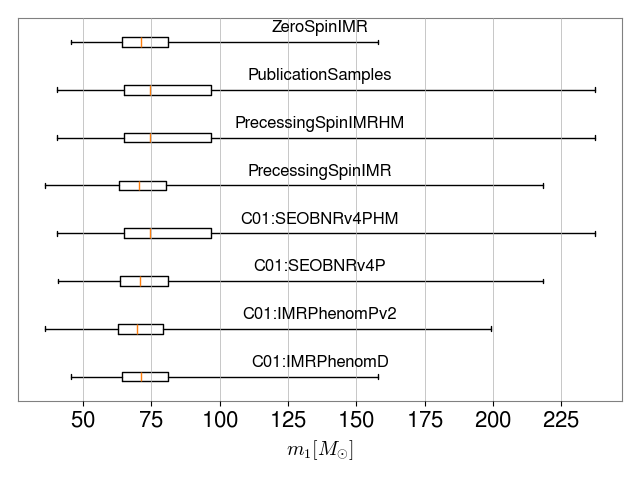 ZeroSpinIMR
PublicationSamples
PrecessingSpinIMRHM
PrecessingSpinIMR
C01:SEOBNRv4PHM
C01:SEOBNRv4P
C01:IMRPhenomPv2
C01:IMRPhenomD
50 75 100 125 150 175 200 225
m₁[M⊙]